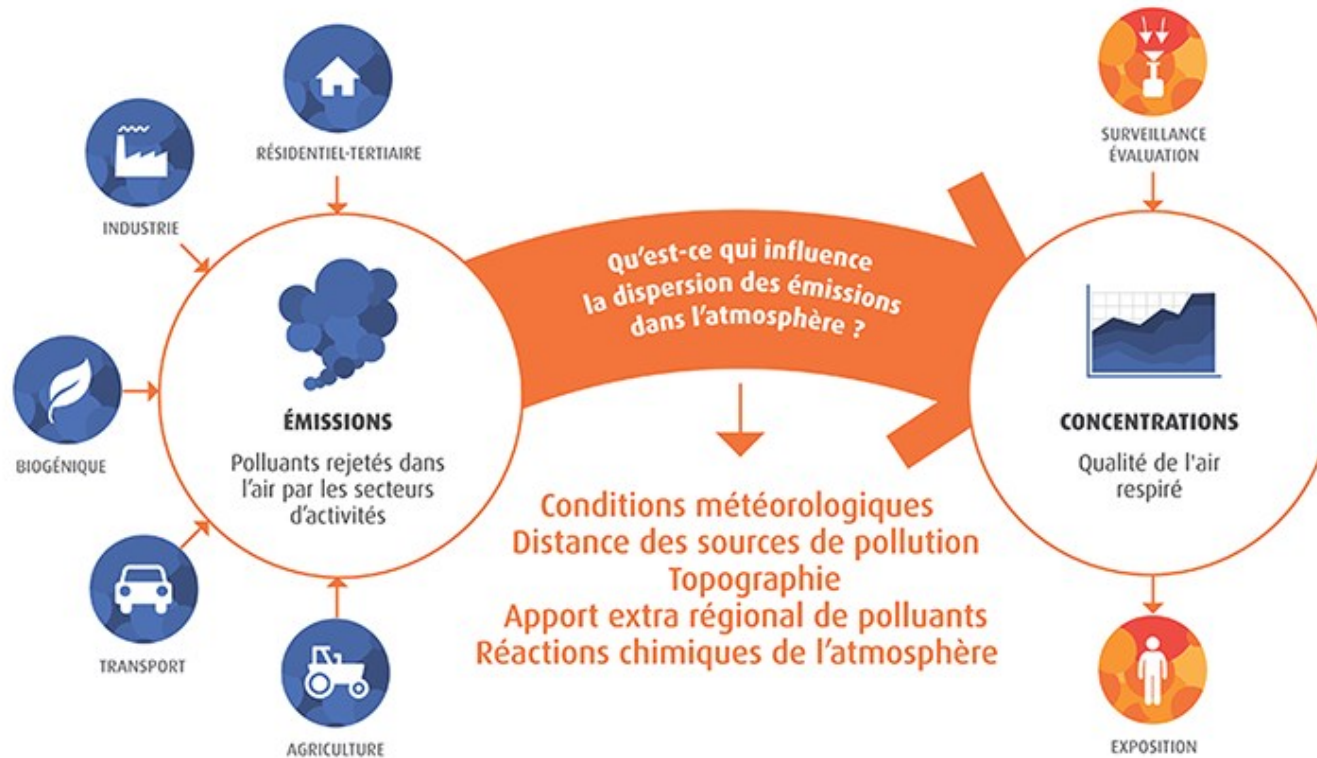 RÉSIDENTIEL-TERTIAIRE
INDUSTRIE
BIOGÉNIQUE
TRANSPORT
AGRICULTURE
ÉMISSIONS
Polluants rejetés dans
l'air par les secteurs
d'activités
Qu'est-ce qui influence
la dispersion des émissions
dans l'atmosphère ?
Conditions météorologiques
Distance des sources de pollution
Topographie
Apport extra régional de polluants
Réactions chimiques de l'atmosphère
SURVEILLANCE
ÉVALUATION
CONCENTRATIONS
Qualité de l'air
respiré
EXPOSITION